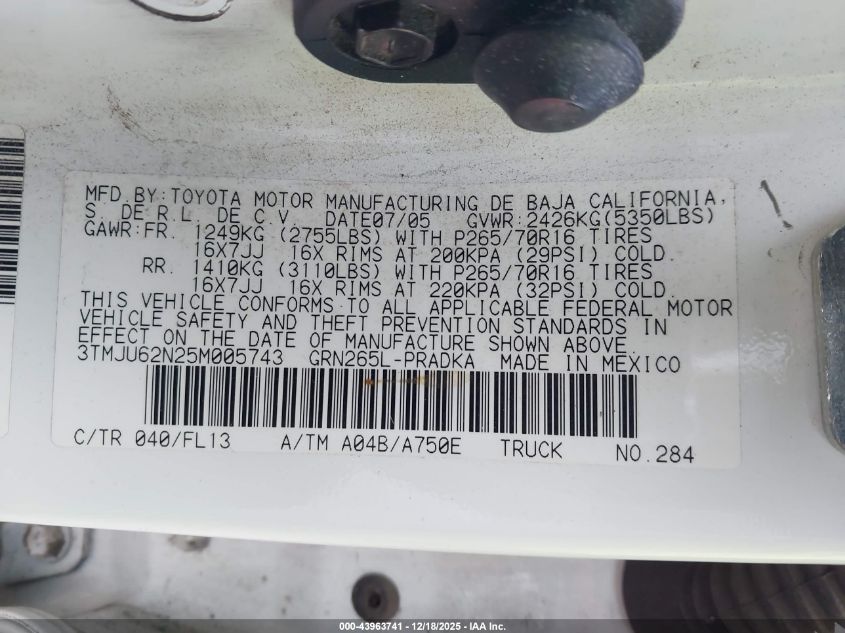 MFD BY:TOYOTA MOTOR MANUFACTURING DE BAJA CALIFORNIA,
S. DE R.L. DE C.V. DATE07/05 GVWR:2426KG(5350LBS)
GAWR:FR. 1249KG (2755LBS) WITH P265/70R16 TIRES
16X7JJ 16X RIMS AT 200KPA (29PSI) COLD.
RR. 1410KG (3110LBS) WITH P265/70R16 TIRES
16X7JJ 16X RIMS AT 220KPA (32PSI) COLD.
THIS VEHICLE CONFORMS TO ALL APPLICABLE FEDERAL MOTOR
VEHICLE SAFETY AND THEFT PREVENTION STANDARDS IN
EFFECT ON THE DATE OF MANUFACTURE SHOWN ABOVE.
3TMJU62N25M005743 GRN265L-PRADKA MADE IN MEXICO
C/TR 040/FL13 A/TM A04B/A750E TRUCK NO.284
000-43963741 - 12/18/2025 - IAA Inc.